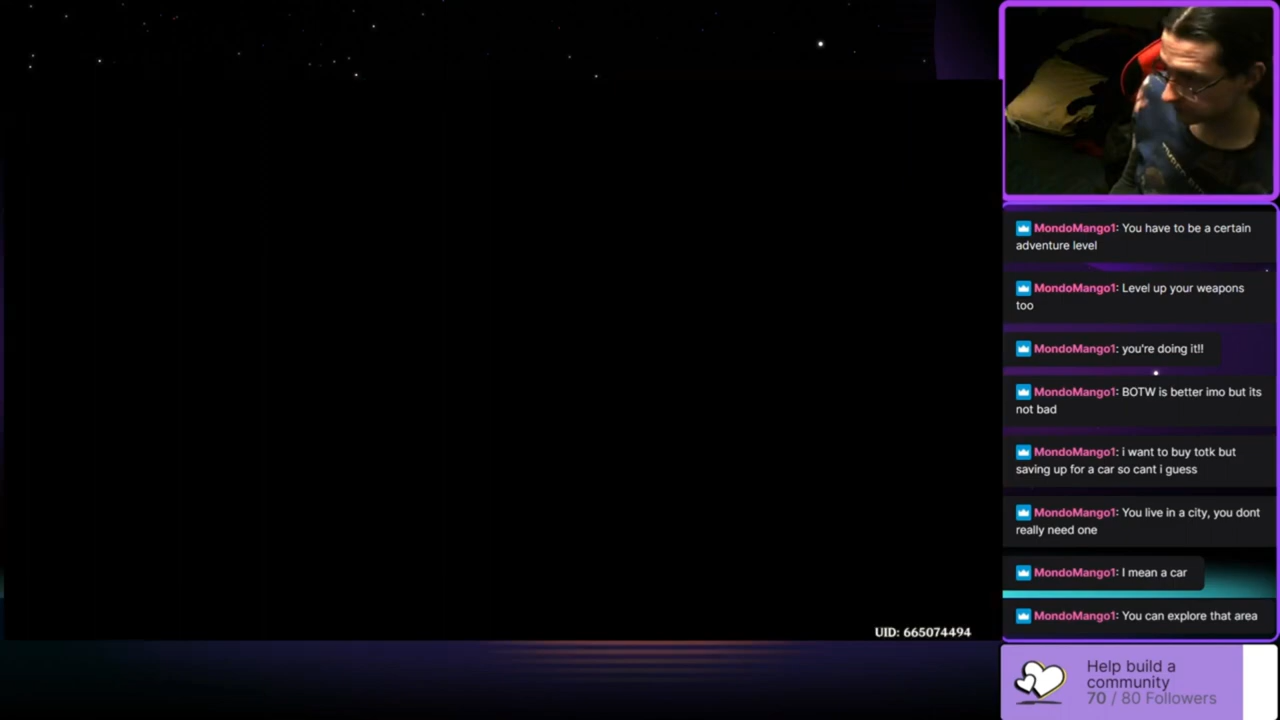 MondoMango1: You have to be a certain
adventure level
MondoMango1: Level up your weapons
too
MondoMango1: you're doing it!!
MondoMango1: BOTW is better imo but its
not bad
MondoMango1: i want to buy totk but
saving up for a car so cant i guess
MondoMango1: You live in a city, you dont
really need one
MondoMango1: I mean a car
MondoMango1: You can explore that area
UID: 665074494
Help build a
community
70 / 80 Followers